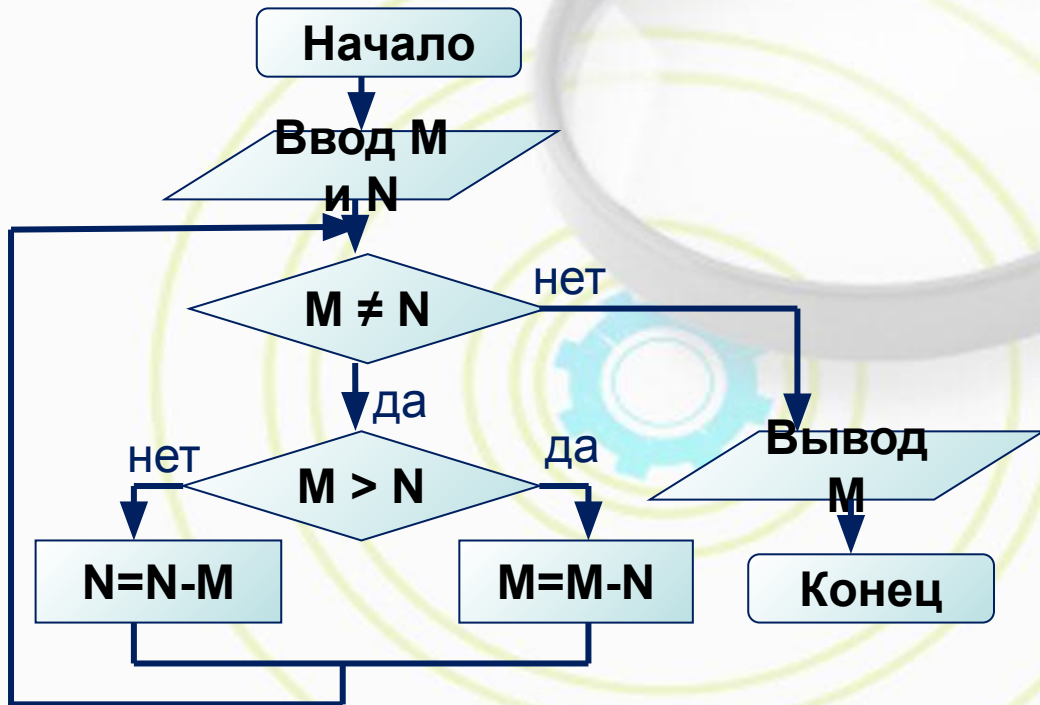 Начало
Ввод M
и N
M ≠ N
нет
да
M > N
нет
да
N=N-M
M=M-N
Вывод
M
Конец